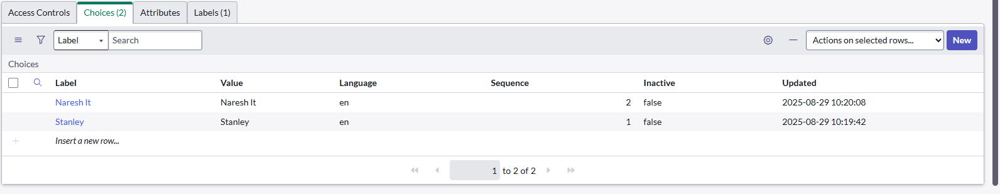 Access Controls Choices (2) Attributes Labels (1)
Label Search Actions on selected rows... New
Choices
Label Value Language Sequence Inactive Updated
Naresh It Naresh It en 2 false 2025-08-29 10:20:08
Stanley Stanley en 1 false 2025-08-29 10:19:42
Insert a new row...
1 to 2 of 2